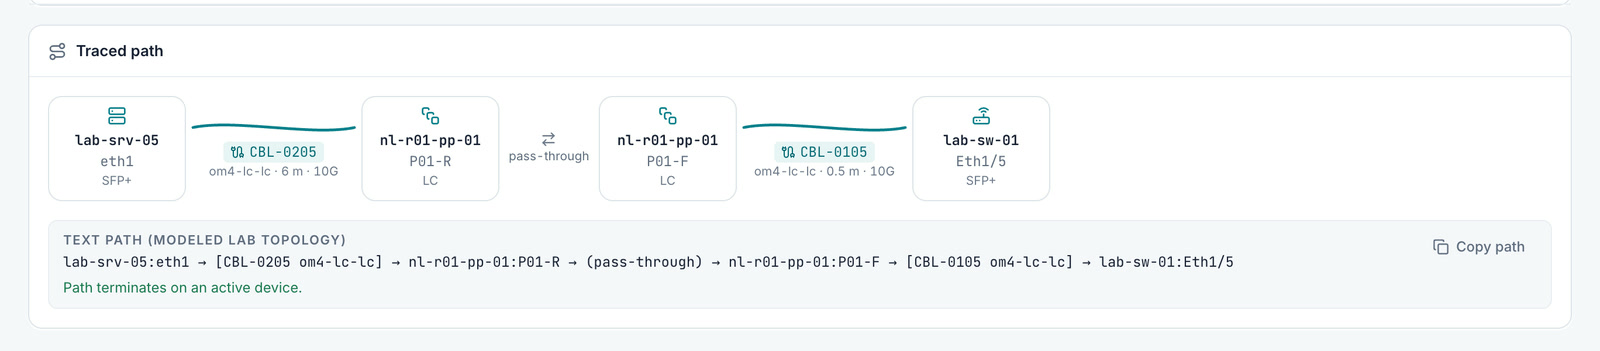 Traced path
lab-srv-05
eth1
SFP+
CBL-0205
om4-lc-lc · 6 m · 10G
nl-r01-pp-01
P01-R
LC
pass-through
nl-r01-pp-01
P01-F
LC
CBL-0105
om4-lc-lc · 0.5 m · 10G
lab-sw-01
Eth1/5
SFP+
TEXT PATH (MODELED LAB TOPOLOGY)
lab-srv-05:eth1 → [CBL-0205 om4-lc-lc] → nl-r01-pp-01:P01-R → (pass-through) → nl-r01-pp-01:P01-F → [CBL-0105 om4-lc-lc] → lab-sw-01:Eth1/5
Copy path
Path terminates on an active device.